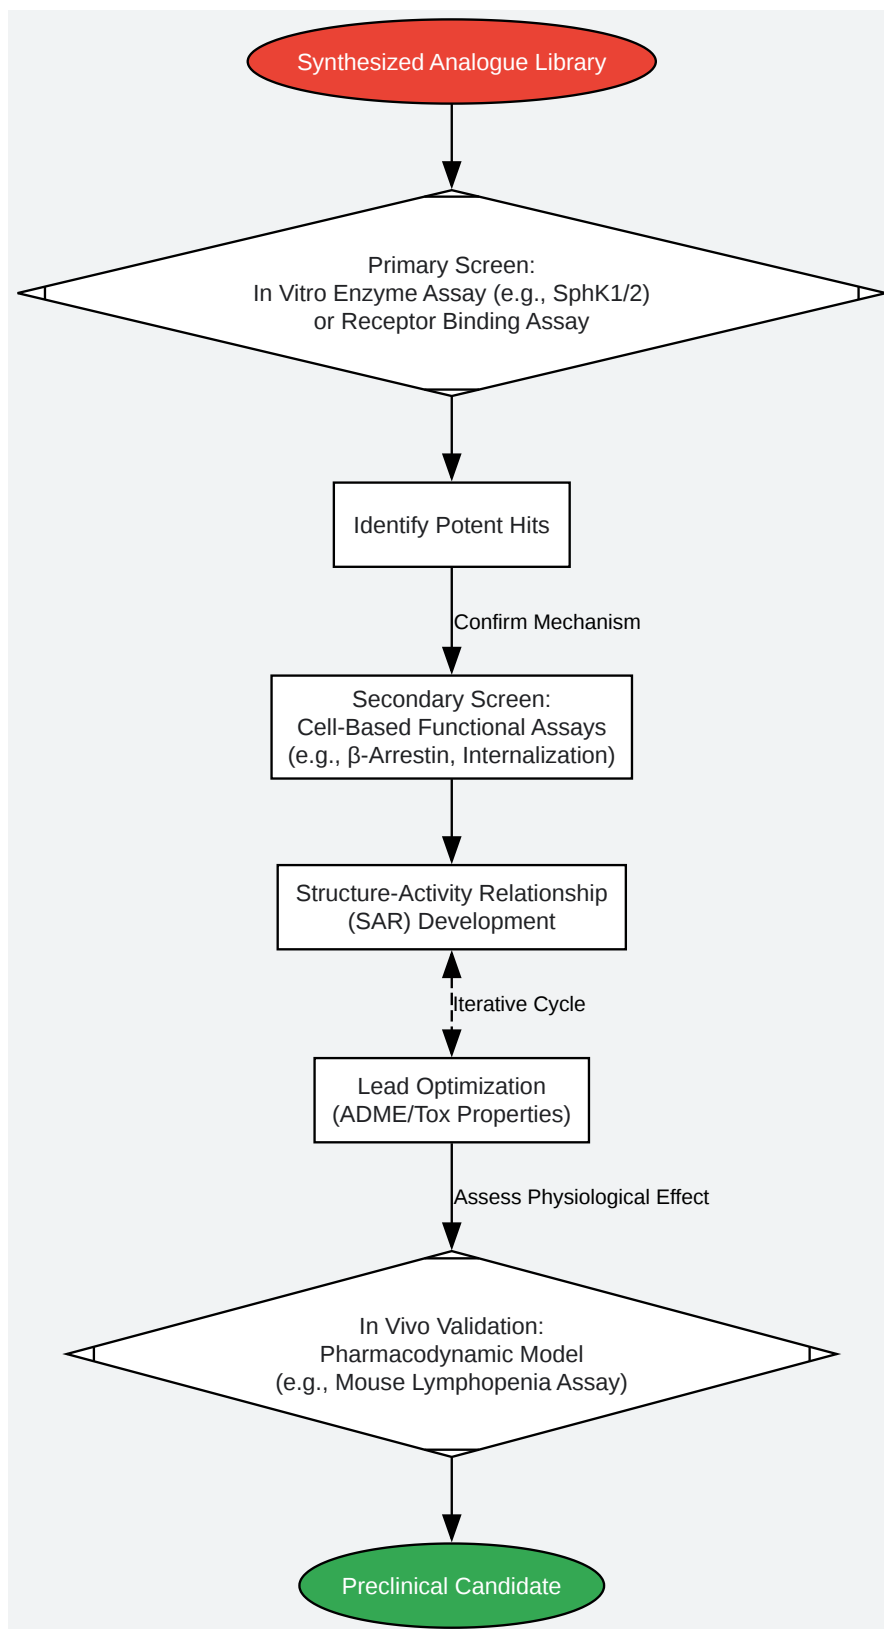 Synthesized Analogue Library
Primary Screen:
In Vitro Enzyme Assay (e.g., SphK1/2)
or Receptor Binding Assay
Identify Potent Hits
Confirm Mechanism
Secondary Screen:
Cell-Based Functional Assays
(e.g., β-Arrestin, Internalization)
Structure-Activity Relationship
(SAR) Development
Iterative Cycle
Lead Optimization
(ADME/Tox Properties)
Assess Physiological Effect
In Vivo Validation:
Pharmacodynamic Model
(e.g., Mouse Lymphopenia Assay)
Preclinical Candidate